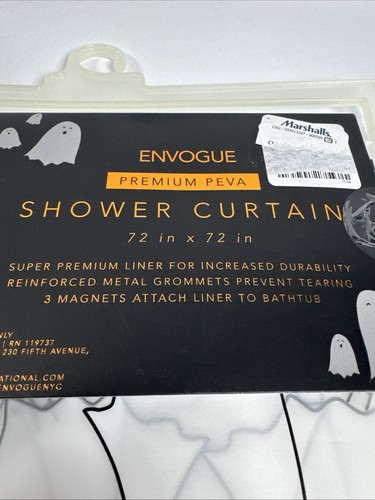 Marshalls.
ENVOGUE
PREMIUM PEVA
SHOWER CURTAIN
72 in x 72 in
SUPER PREMIUM LINER FOR INCREASED DURABILITY
REINFORCED METAL GROMMETS PREVENT TEARING
3 MAGNETS ATTACH LINER TO BATHTUB
NLY
| RN 119737
230 FIFTH AVENUE,
ATIONAL.COM
ENVOGUENYC